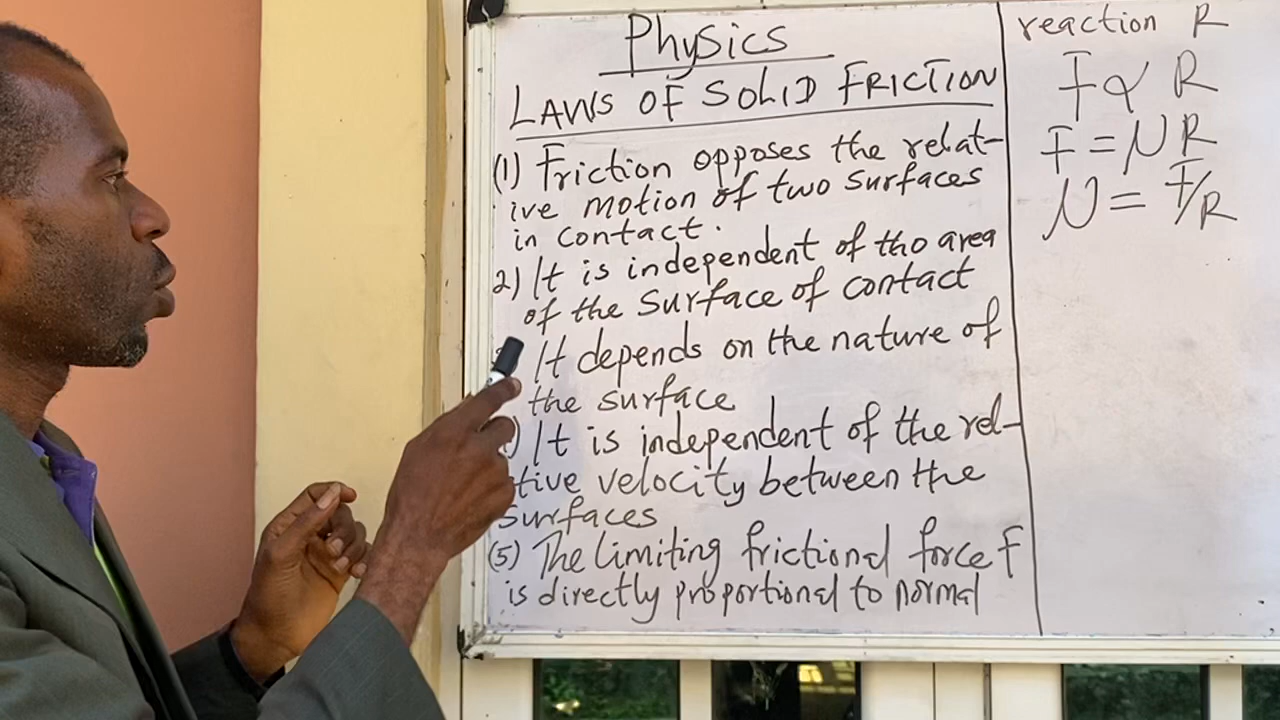 Physics
LAWS OF SOLID FRICTION
(1) Friction opposes the relat-
ive motion of two surfaces
in contact.
2) It is independent of the area
of the surface of contact
It depends on the nature of
the surface
) It is independent of the rel-
tive velocity between the
surfaces
(5) The limiting frictional force F
is directly proportional to normal
reaction R
F ∝ R
F = μR
μ = F/R